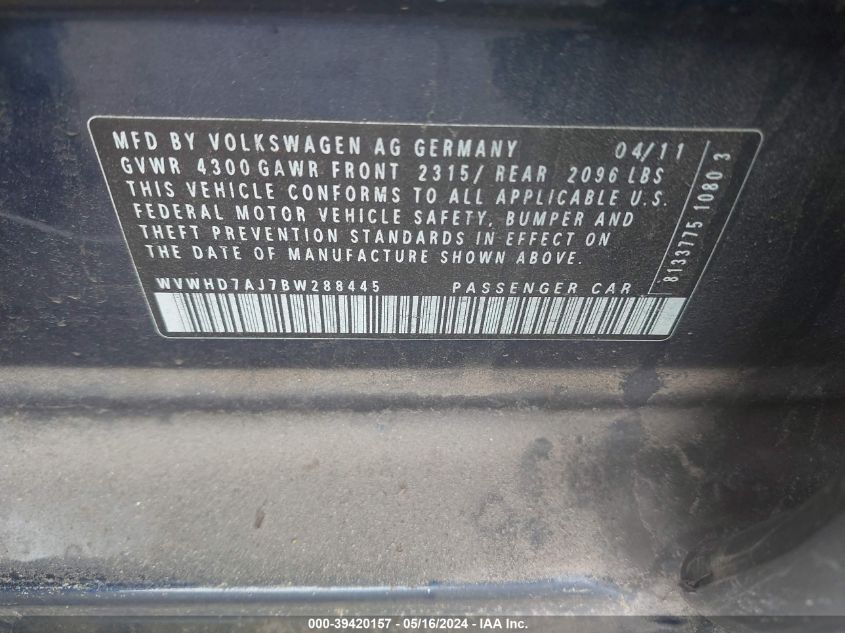 MFD BY VOLKSWAGEN AG GERMANY 04/11
GVWR 4300 GAWR FRONT 2315/ REAR 2096 LBS
THIS VEHICLE CONFORMS TO ALL APPLICABLE U.S.
FEDERAL MOTOR VEHICLE SAFETY, BUMPER AND
THEFT PREVENTION STANDARDS IN EFFECT ON
THE DATE OF MANUFACTURE SHOWN ABOVE.
WVWHD7AJ7BW288445 PASSENGER CAR
8133775 1080 3
000-39420157 - 05/16/2024 - IAA Inc.